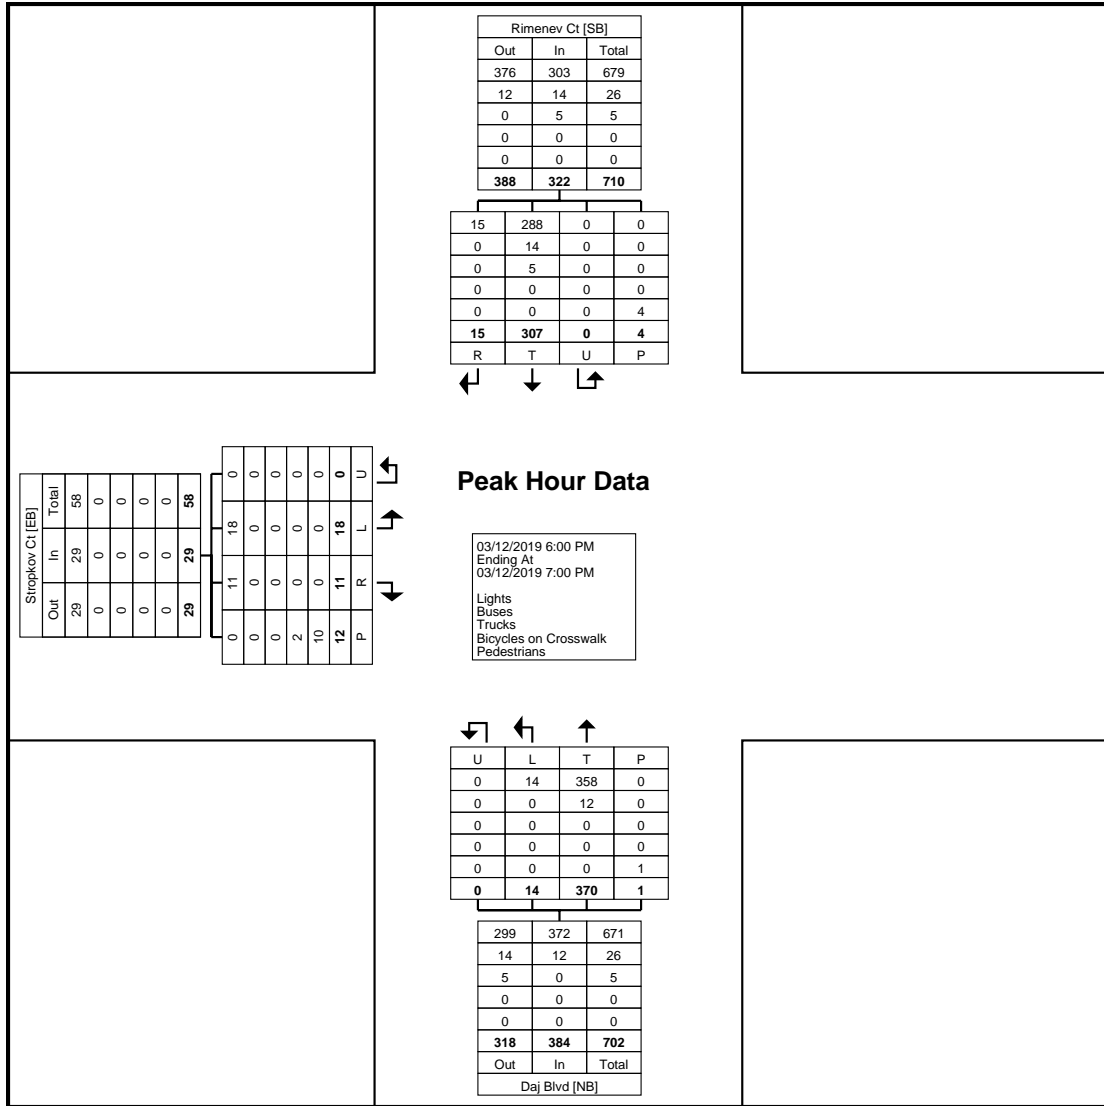 Rimenev Ct [SB]
Out In Total
376 303 679
12 14 26
0 5 5
0 0 0
0 0 0
388 322 710
15 288 0 0
0 14 0 0
0 5 0 0
0 0 0 0
0 0 0 4
15 307 0 4
R T U P
Stropkov Ct [EB]
Out In Total
29 29 58
0 0 0
0 0 0
0 0 0
0 0 0
29 29 58
0 11 18 0
0 0 0 0
0 0 0 0
2 0 0 0
10 0 0 0
12 11 18 0
P R L U
Peak Hour Data
03/12/2019 6:00 PM
Ending At
03/12/2019 7:00 PM
Lights
Buses
Trucks
Bicycles on Crosswalk
Pedestrians
U L T P
0 14 358 0
0 0 12 0
0 0 0 0
0 0 0 0
0 0 0 1
0 14 370 1
299 372 671
14 12 26
5 0 5
0 0 0
0 0 0
318 384 702
Out In Total
Daj Blvd [NB]